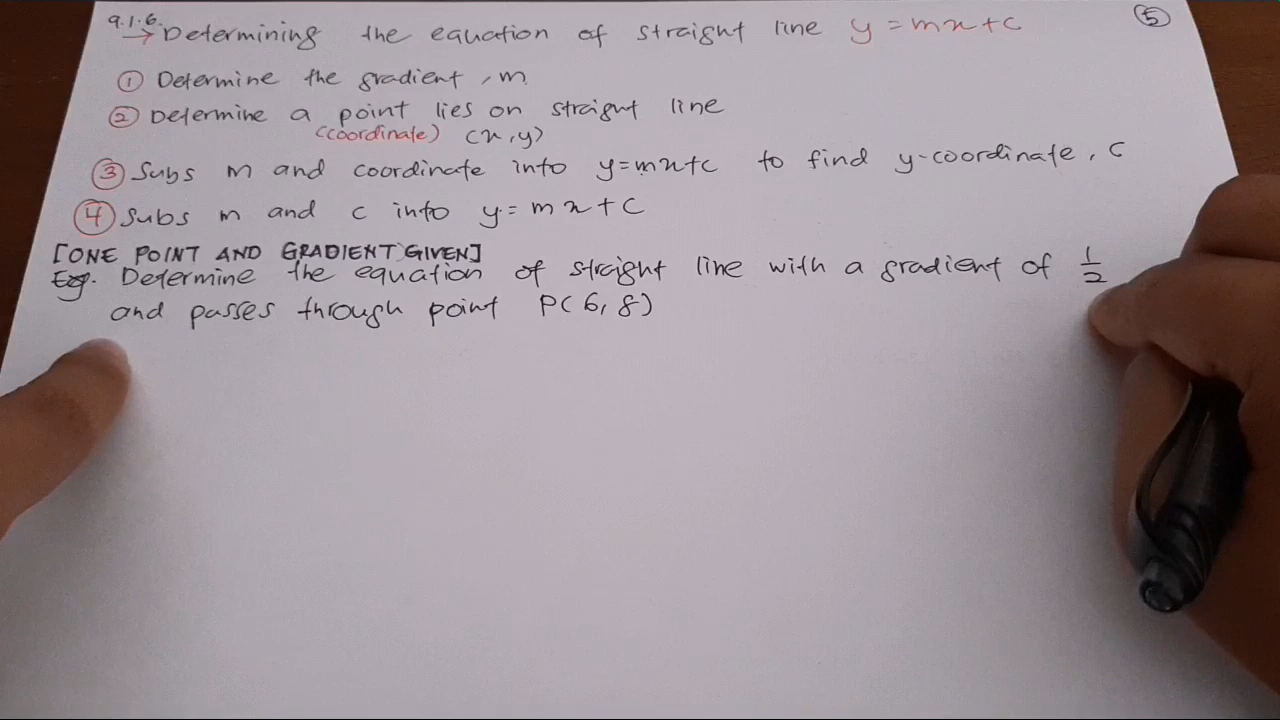 9.1.6.
→ Determining the equation of straight line y = mx + c
⑤
① Determine the gradient, m
② Determine a point lies on straight line
(coordinate) (x, y)
③ Subs m and coordinate into y=mx+c to find y-coordinate, c
④ Subs m and c into y = mx + c
[ONE POINT AND GRADIENT GIVEN]
Eg. Determine the equation of straight line with a gradient of 1/2
and passes through point P(6, 8)